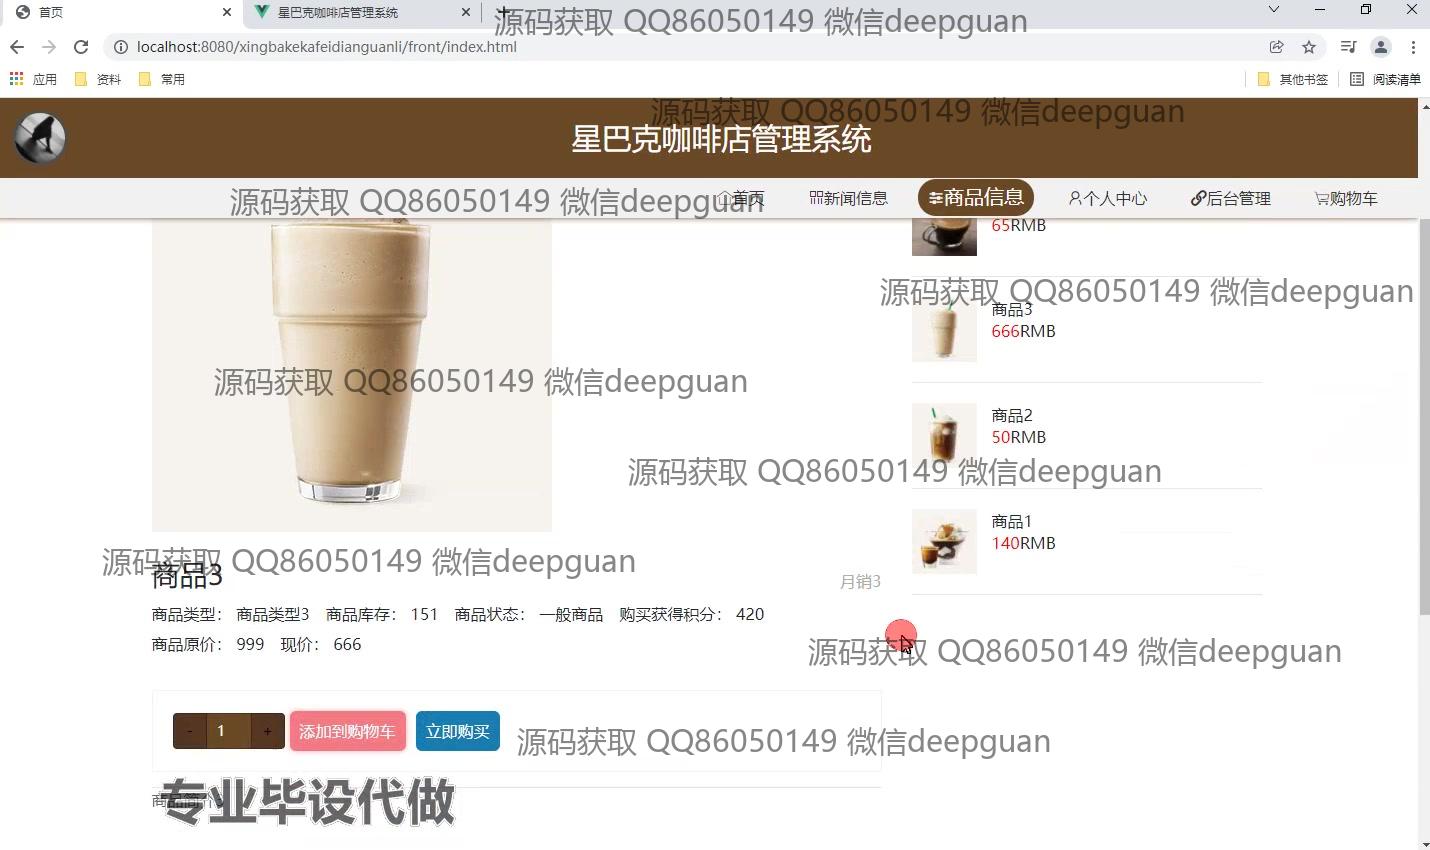 首页
星巴克咖啡店管理系统
源码获取 QQ86050149 微信deepguan
localhost:8080/xingbakekafeidianguanli/front/index.html
应用
资料
常用
其他书签
阅读清单
源码获取 QQ86050149 微信deepguan
星巴克咖啡店管理系统
源码获取 QQ86050149 微信deepguan
首页
新闻信息
商品信息
个人中心
后台管理
购物车
65RMB
源码获取 QQ86050149 微信deepguan
商品3
666RMB
源码获取 QQ86050149 微信deepguan
商品2
50RMB
源码获取 QQ86050149 微信deepguan
商品1
140RMB
源码获取 QQ86050149 微信deepguan
商品3
月销3
商品类型： 商品类型3 商品库存： 151 商品状态： 一般商品 购买获得积分： 420
商品原价： 999 现价： 666
源码获取 QQ86050149 微信deepguan
- 1 +
添加到购物车
立即购买
源码获取 QQ86050149 微信deepguan
专业毕设代做